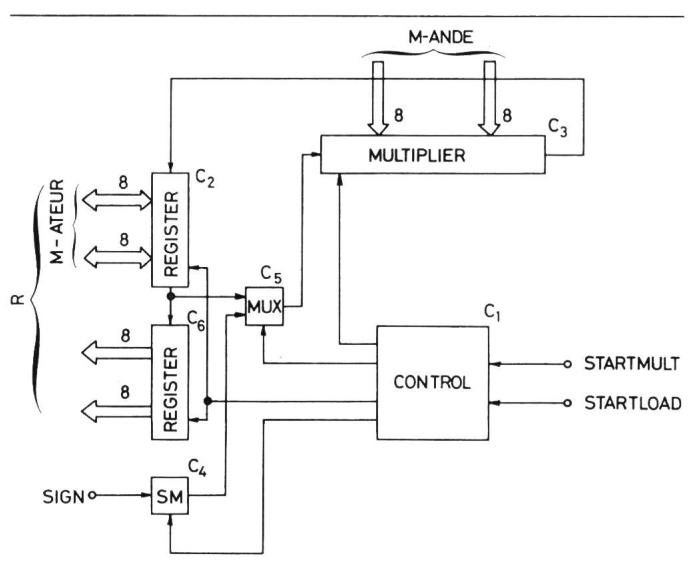 M-ANDE
8
8
C3
MULTIPLIER
C2
8
M-ATEUR
8
REGISTER
R
C5
MUX
C6
8
8
REGISTER
C1
CONTROL
STARTMULT
STARTLOAD
C4
SIGN
SM